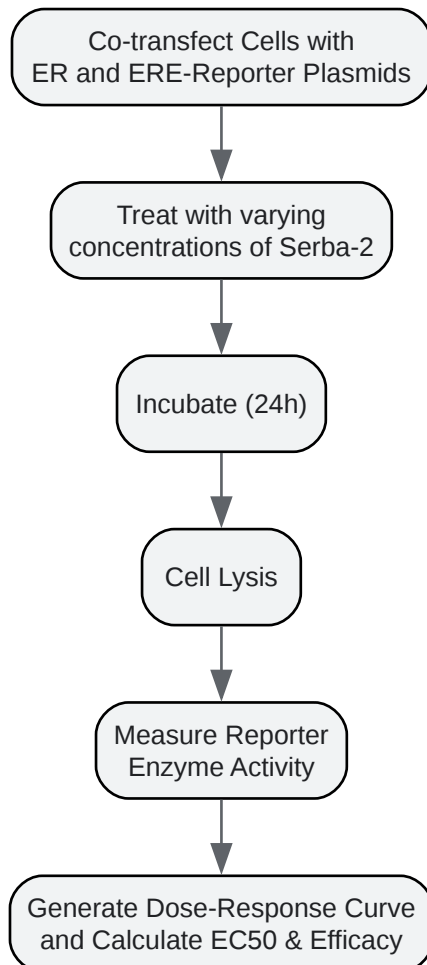 Co-transfect Cells with
ER and ERE-Reporter Plasmids
Treat with varying
concentrations of Serba-2
Incubate (24h)
Cell Lysis
Measure Reporter
Enzyme Activity
Generate Dose-Response Curve
and Calculate EC50 & Efficacy